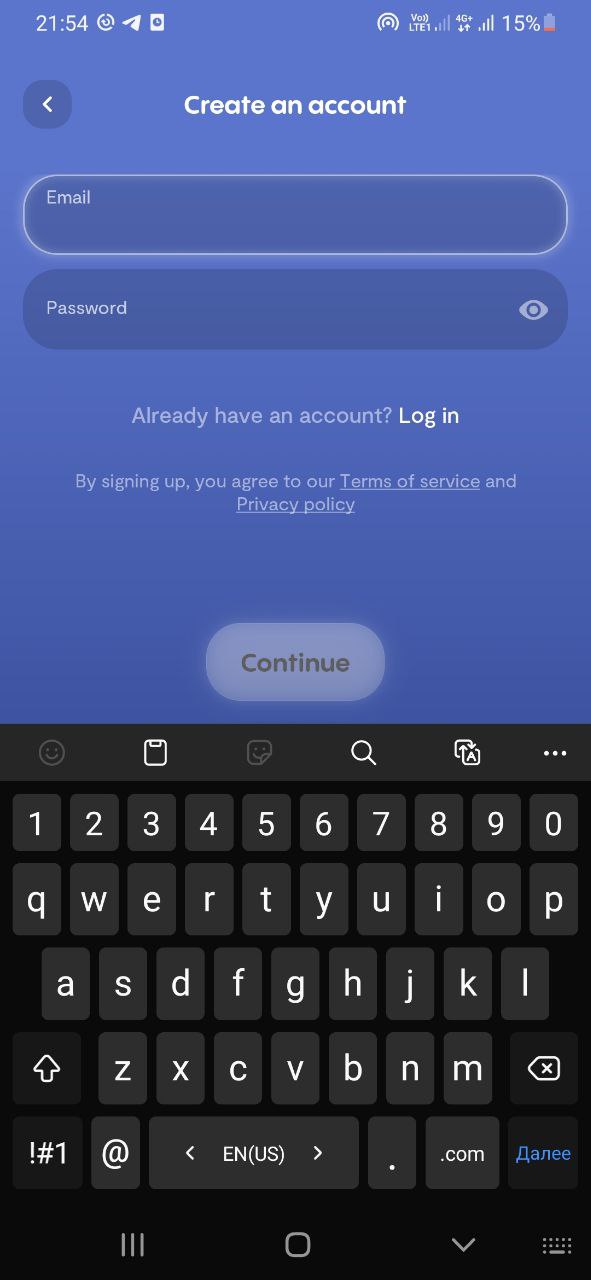 21:54 Vo)) LTE1 4G+ 15%
Create an account
Email
Password
Already have an account? Log in
By signing up, you agree to our Terms of service and
Privacy policy
Continue
1 2 3 4 5 6 7 8 9 0
q w e r t y u i o p
a s d f g h j k l
z x c v b n m
!#1 @ < EN(US) > . .com Далее